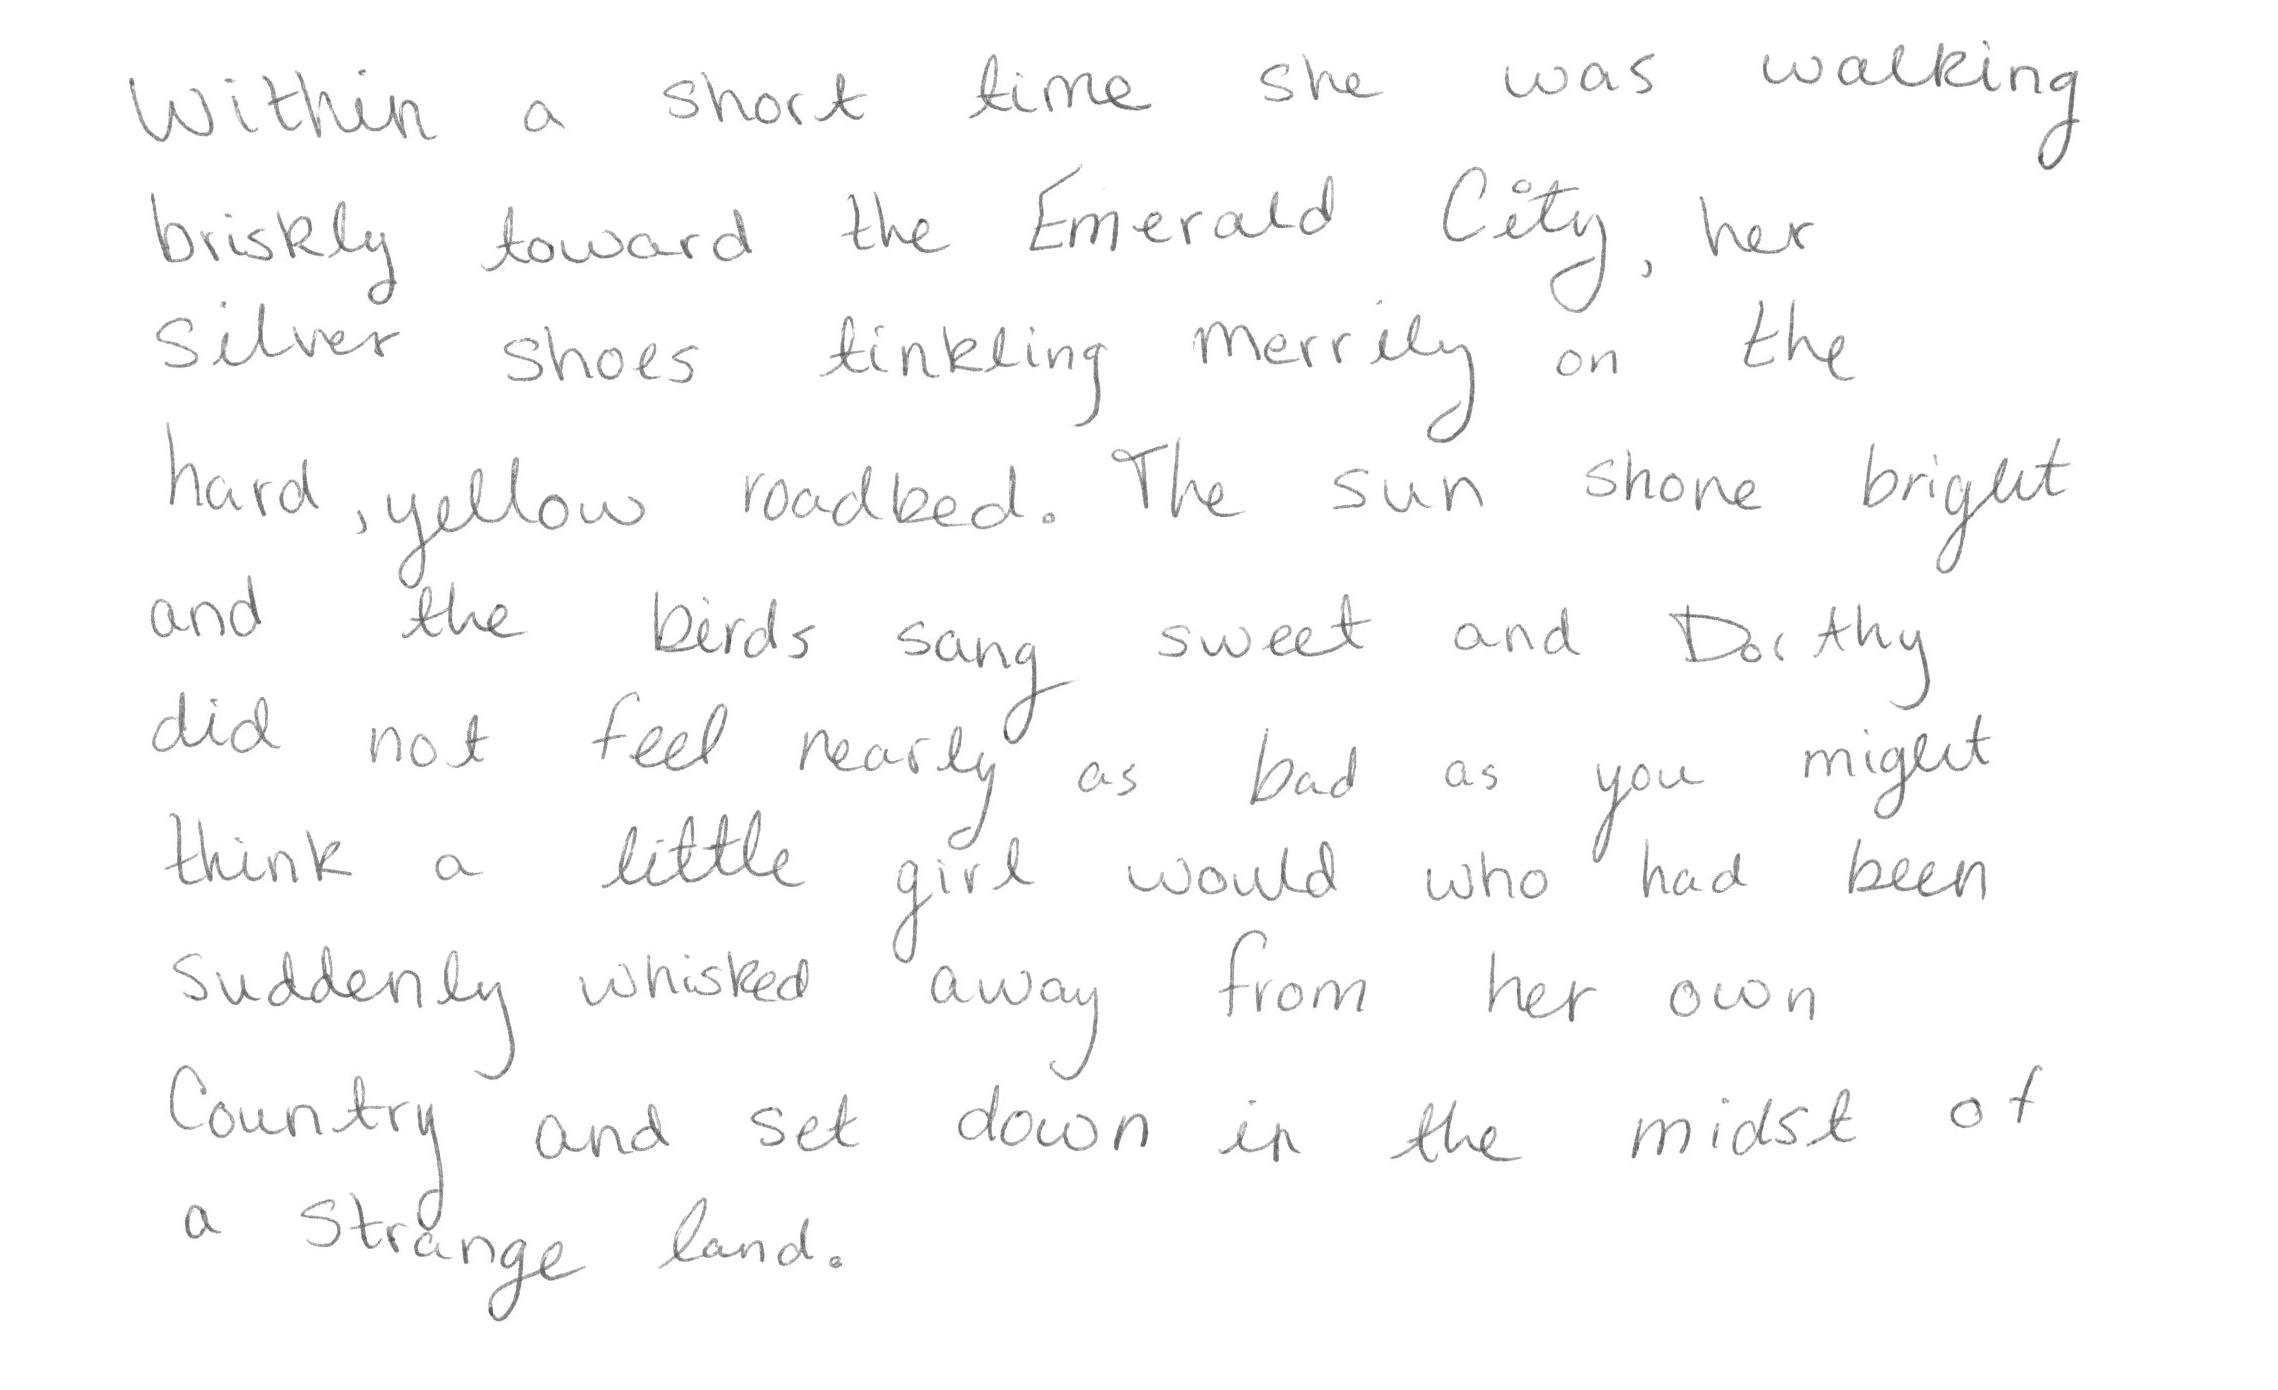 Within a short time she was walking
briskly toward the Emerald City, her
silver shoes tinkling merrily on the
hard, yellow roadbed. The sun shone bright
and the birds sang sweet and Dorthy
did not feel nearly as bad as you might
think a little girl would who had been
suddenly whisked away from her own
Country and set down in the midst of
a strange land.